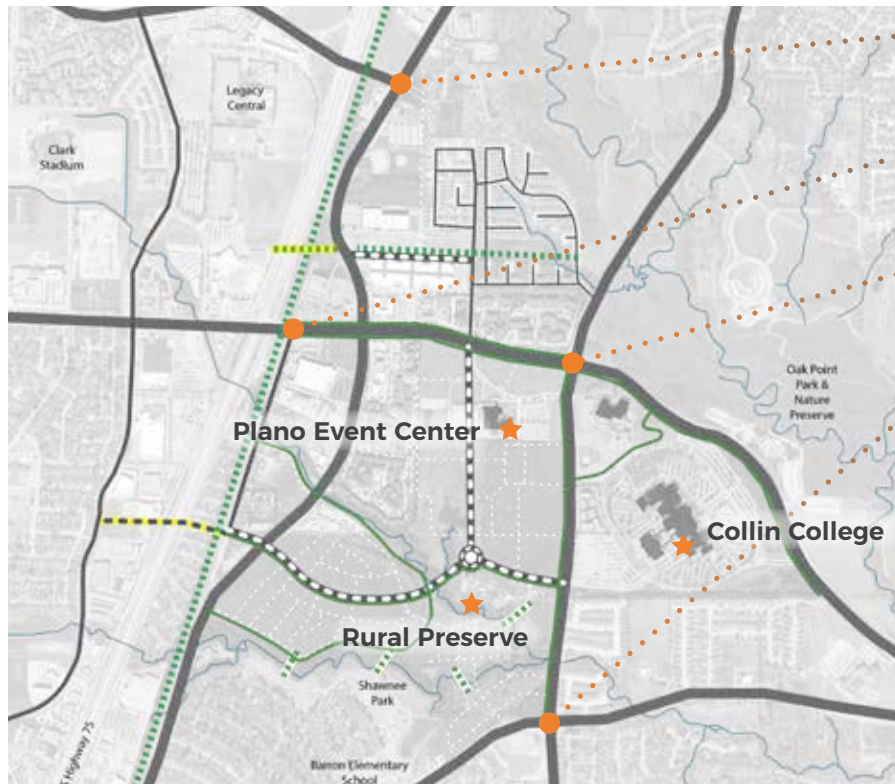 Legacy
Central
Clark
Stadium
Oak Point
Park &
Nature
Preserve
Plano Event Center
Collin College
Rural Preserve
Shawnee
Park
Barron Elementary
School
S Highway 75